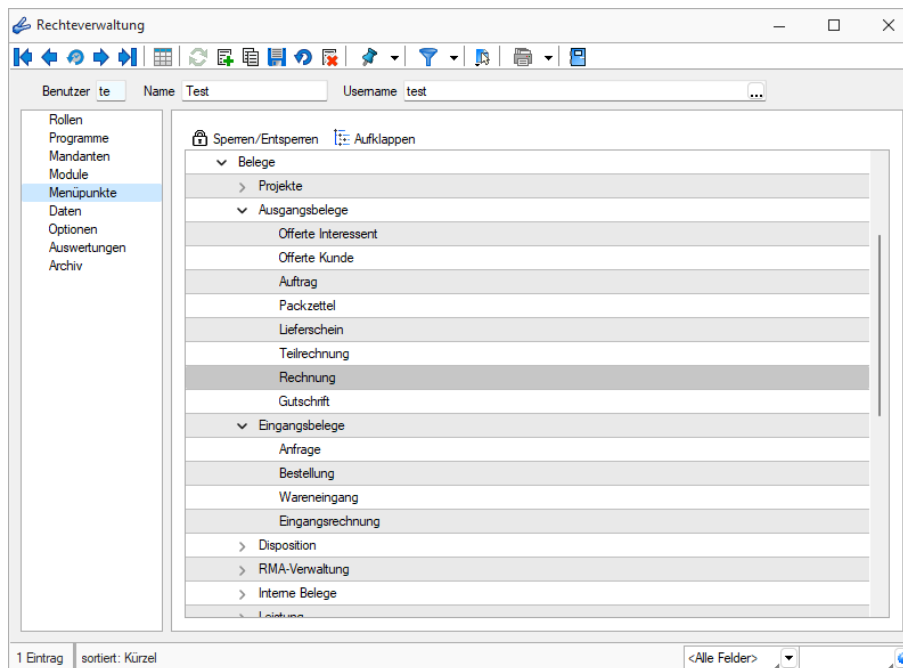 Rechteverwaltung
Benutzer te Name Test Username test ...
Rollen
Programme
Mandanten
Module
Menüpunkte
Daten
Optionen
Auswertungen
Archiv
Sperren/Entsperren Aufklappen
Belege
Projekte
Ausgangsbelege
Offerte Interessent
Offerte Kunde
Auftrag
Packzettel
Lieferschein
Teilrechnung
Rechnung
Gutschrift
Eingangsbelege
Anfrage
Bestellung
Wareneingang
Eingangsrechnung
Disposition
RMA-Verwaltung
Interne Belege
Leistung
1 Eintrag sortiert: Kürzel <Alle Felder>